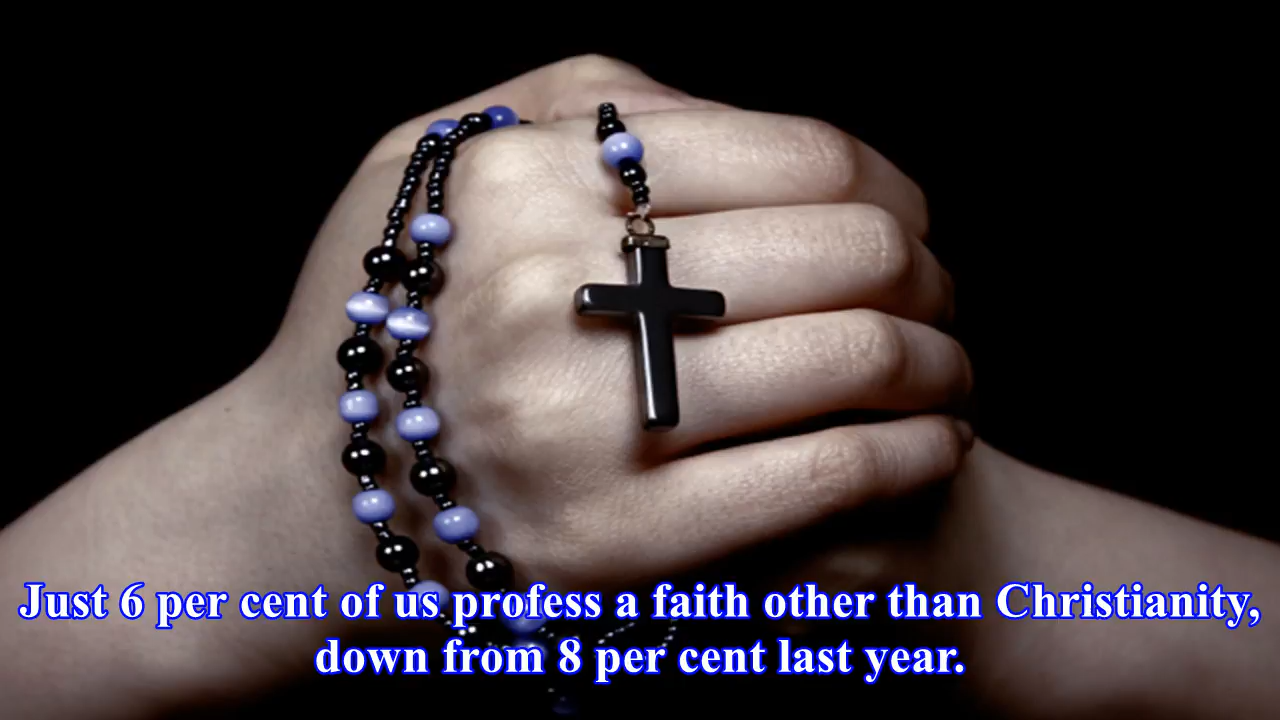 Just 6 per cent of us profess a faith other than Christianity,
down from 8 per cent last year.